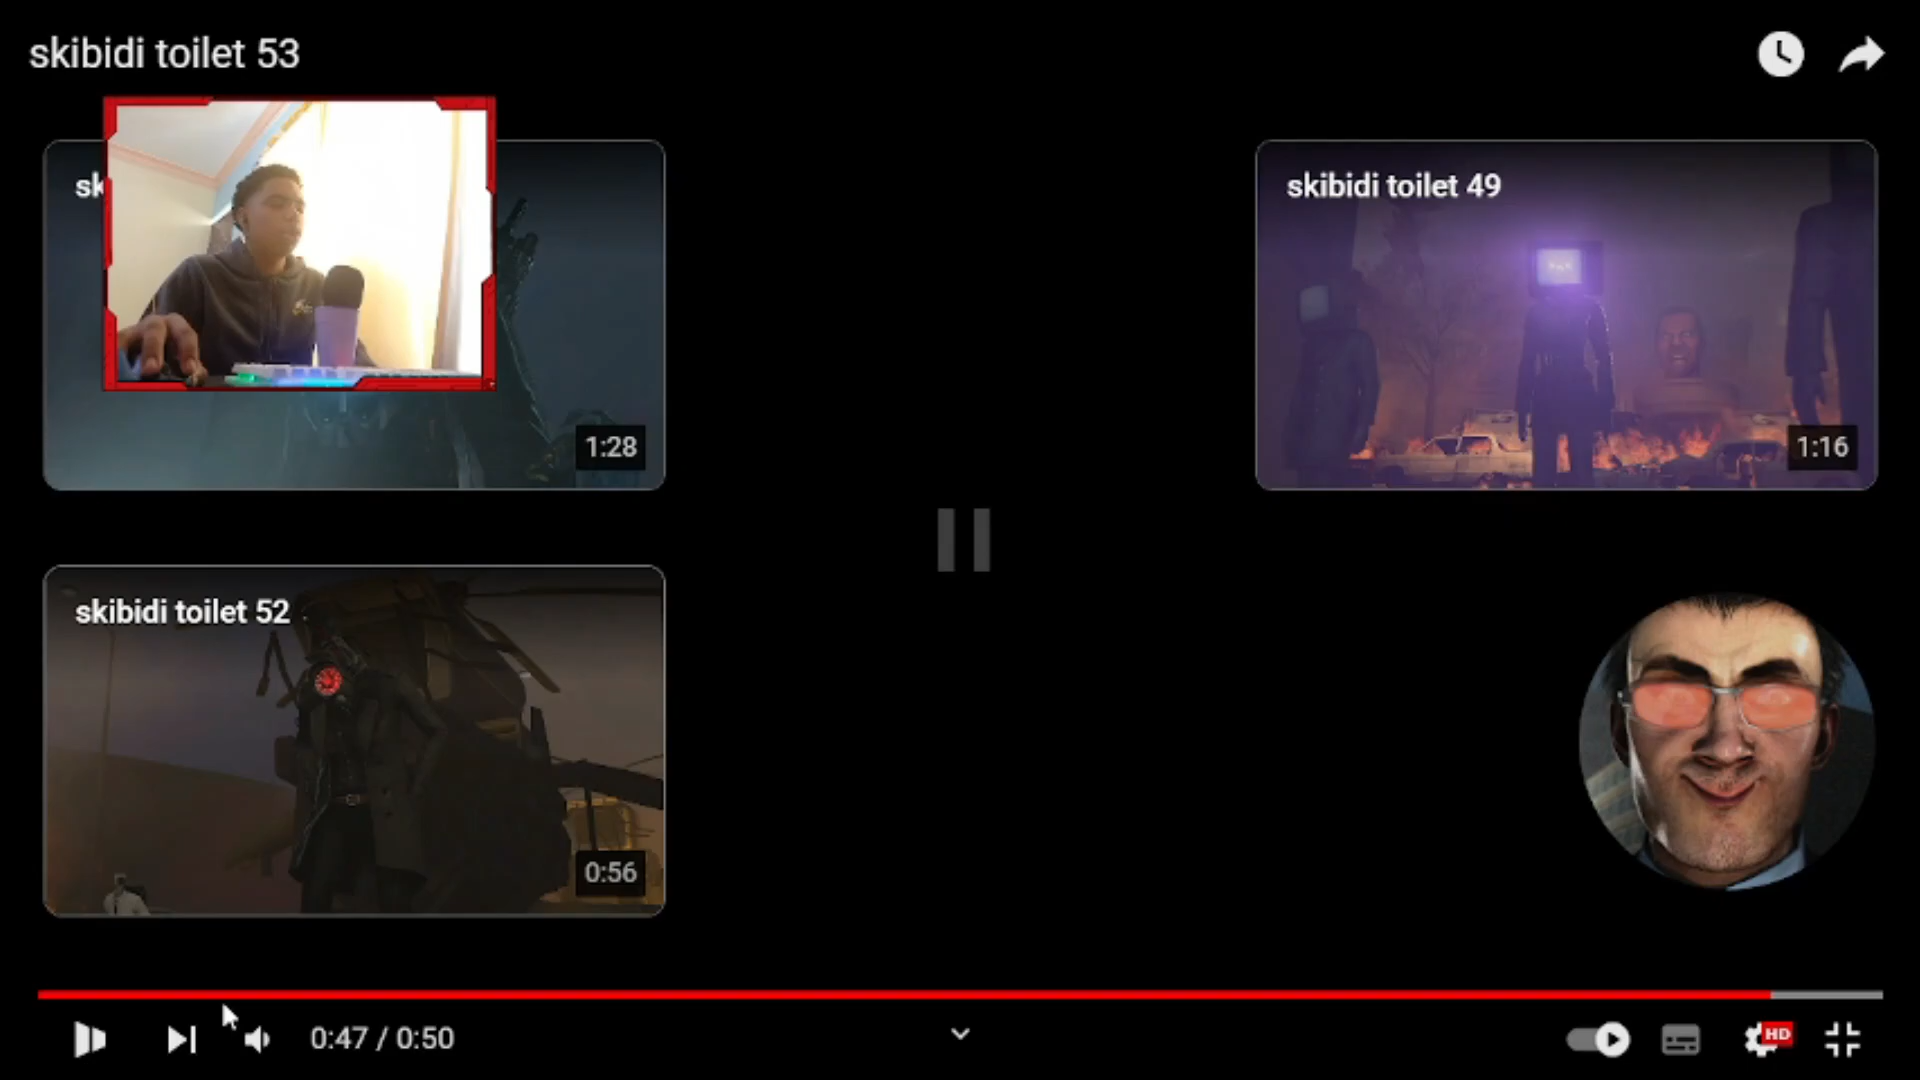 skibidi toilet 53
sk
skibidi toilet 49
1:28
1:16
skibidi toilet 52
0:56
0:47 / 0:50
HD